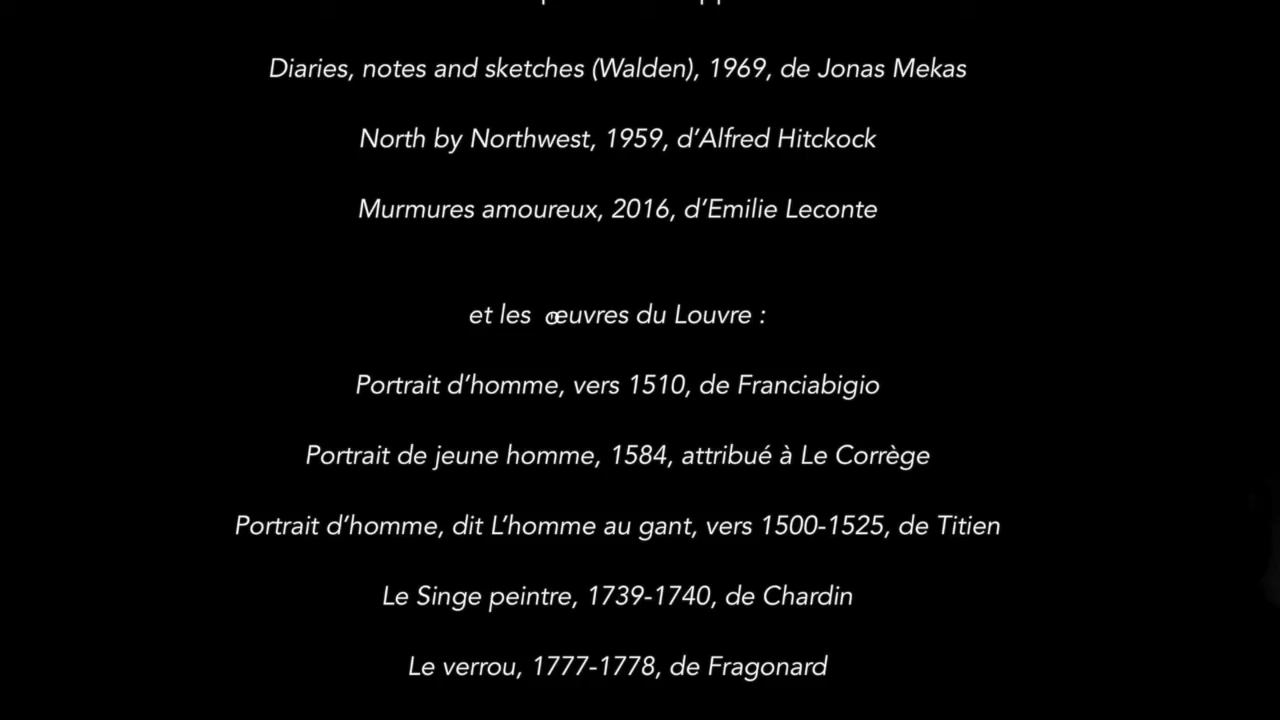 Diaries, notes and sketches (Walden), 1969, de Jonas Mekas
North by Northwest, 1959, d’Alfred Hitckock
Murmures amoureux, 2016, d’Emilie Leconte
et les œuvres du Louvre :
Portrait d’homme, vers 1510, de Franciabigio
Portrait de jeune homme, 1584, attribué à Le Corrège
Portrait d’homme, dit L’homme au gant, vers 1500-1525, de Titien
Le Singe peintre, 1739-1740, de Chardin
Le verrou, 1777-1778, de Fragonard